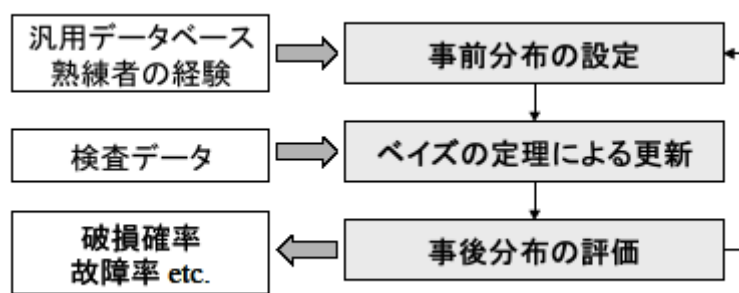 汎用データベース
熟練者の経験
事前分布の設定
検査データ
ベイズの定理による更新
破損確率
故障率 etc.
事後分布の評価